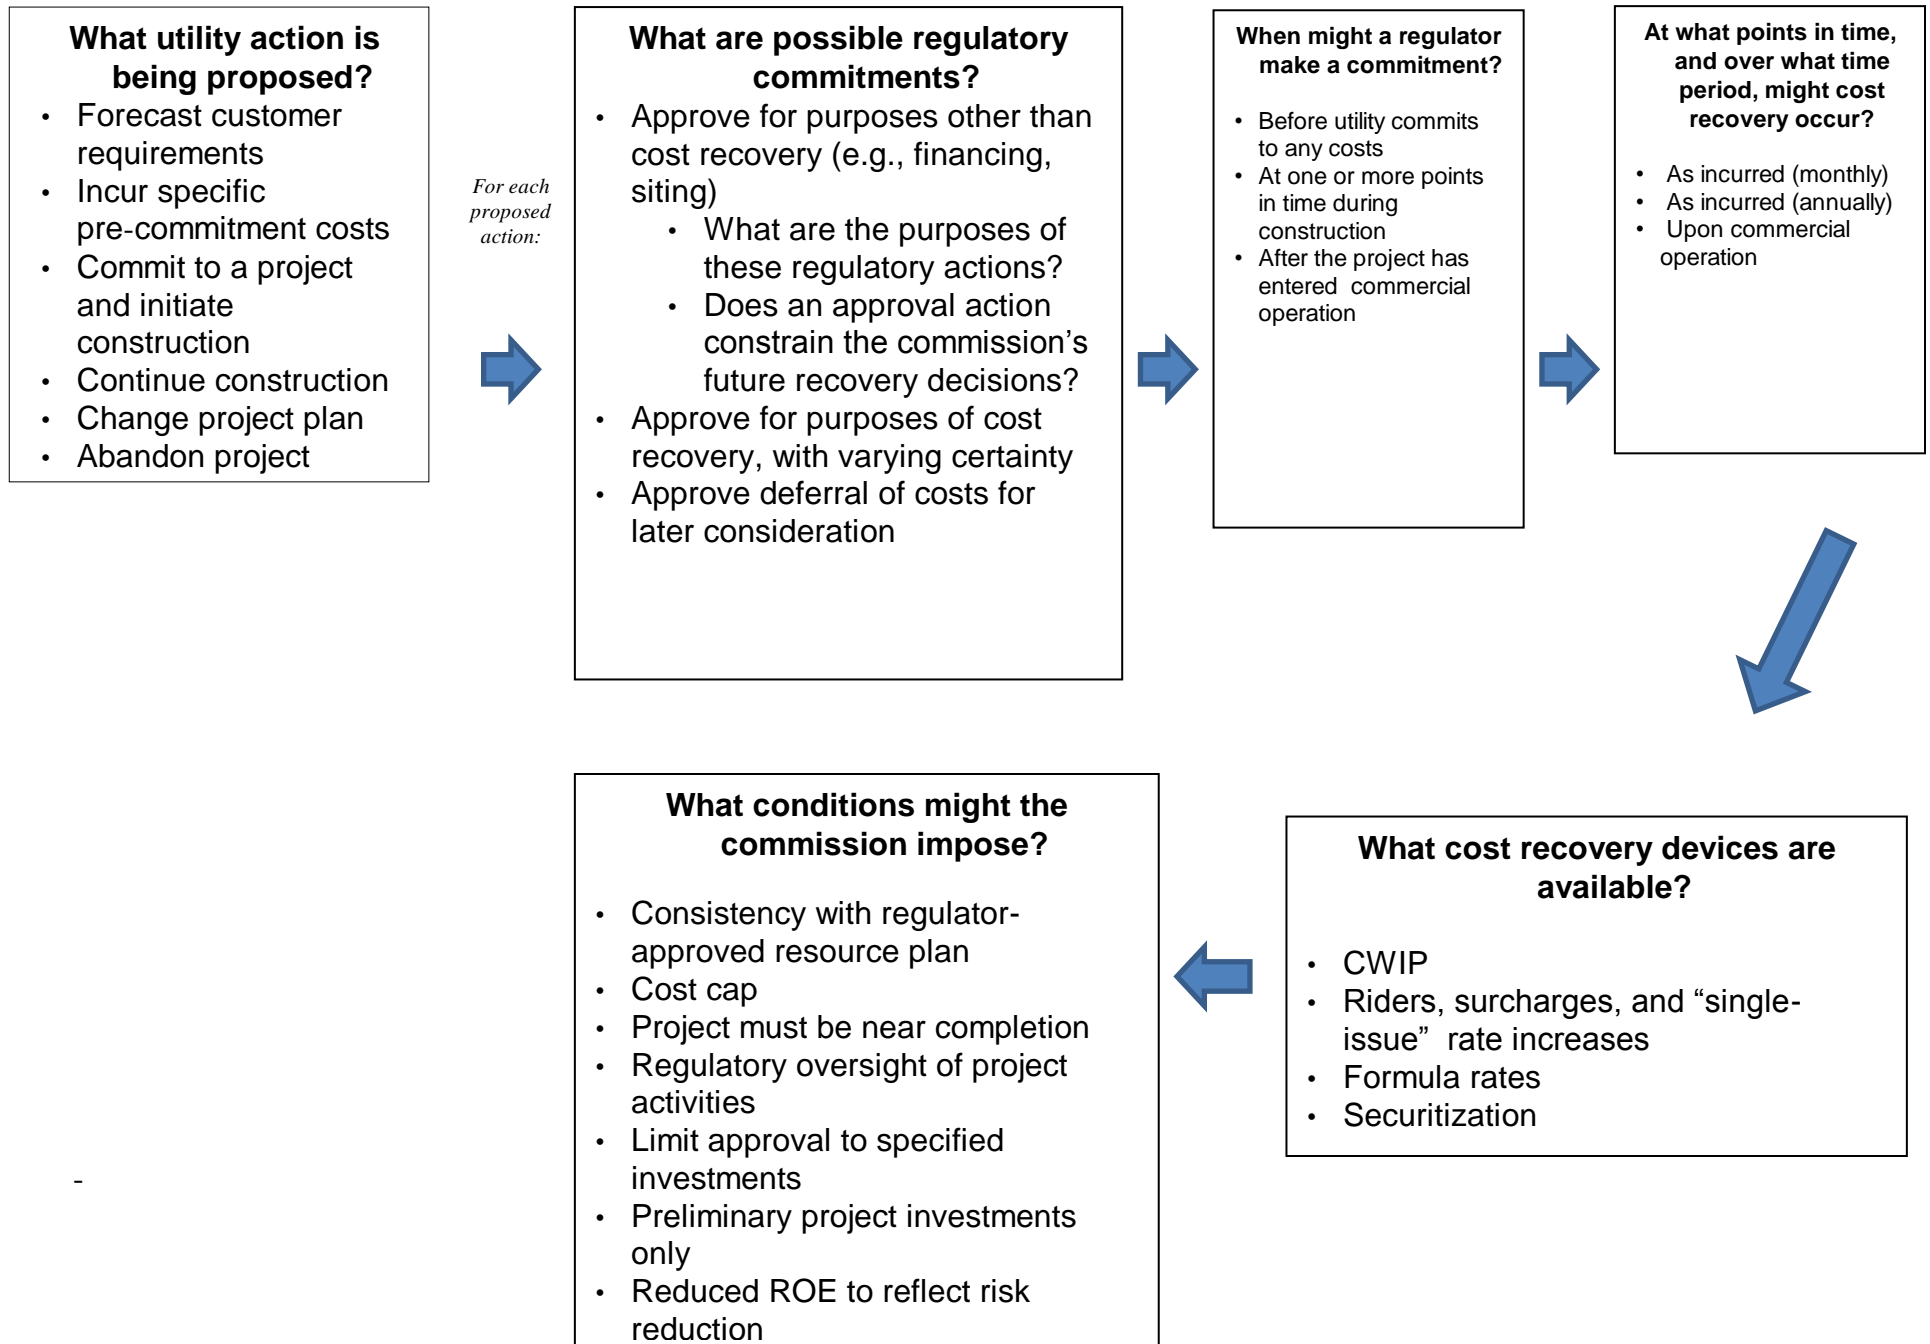 What utility action is
being proposed?
• Forecast customer
requirements
• Incur specific
pre-commitment costs
• Commit to a project
and initiate
construction
• Continue construction
• Change project plan
• Abandon project
For each
proposed
action:
What are possible regulatory
commitments?
• Approve for purposes other than
cost recovery (e.g., financing,
siting)
• What are the purposes of
these regulatory actions?
• Does an approval action
constrain the commission’s
future recovery decisions?
• Approve for purposes of cost
recovery, with varying certainty
• Approve deferral of costs for
later consideration
When might a regulator
make a commitment?
• Before utility commits
to any costs
• At one or more points
in time during
construction
• After the project has
entered commercial
operation
At what points in time,
and over what time
period, might cost
recovery occur?
• As incurred (monthly)
• As incurred (annually)
• Upon commercial
operation
What cost recovery devices are
available?
• CWIP
• Riders, surcharges, and “single-
issue” rate increases
• Formula rates
• Securitization
What conditions might the
commission impose?
• Consistency with regulator-
approved resource plan
• Cost cap
• Project must be near completion
• Regulatory oversight of project
activities
• Limit approval to specified
investments
• Preliminary project investments
only
• Reduced ROE to reflect risk
reduction
-